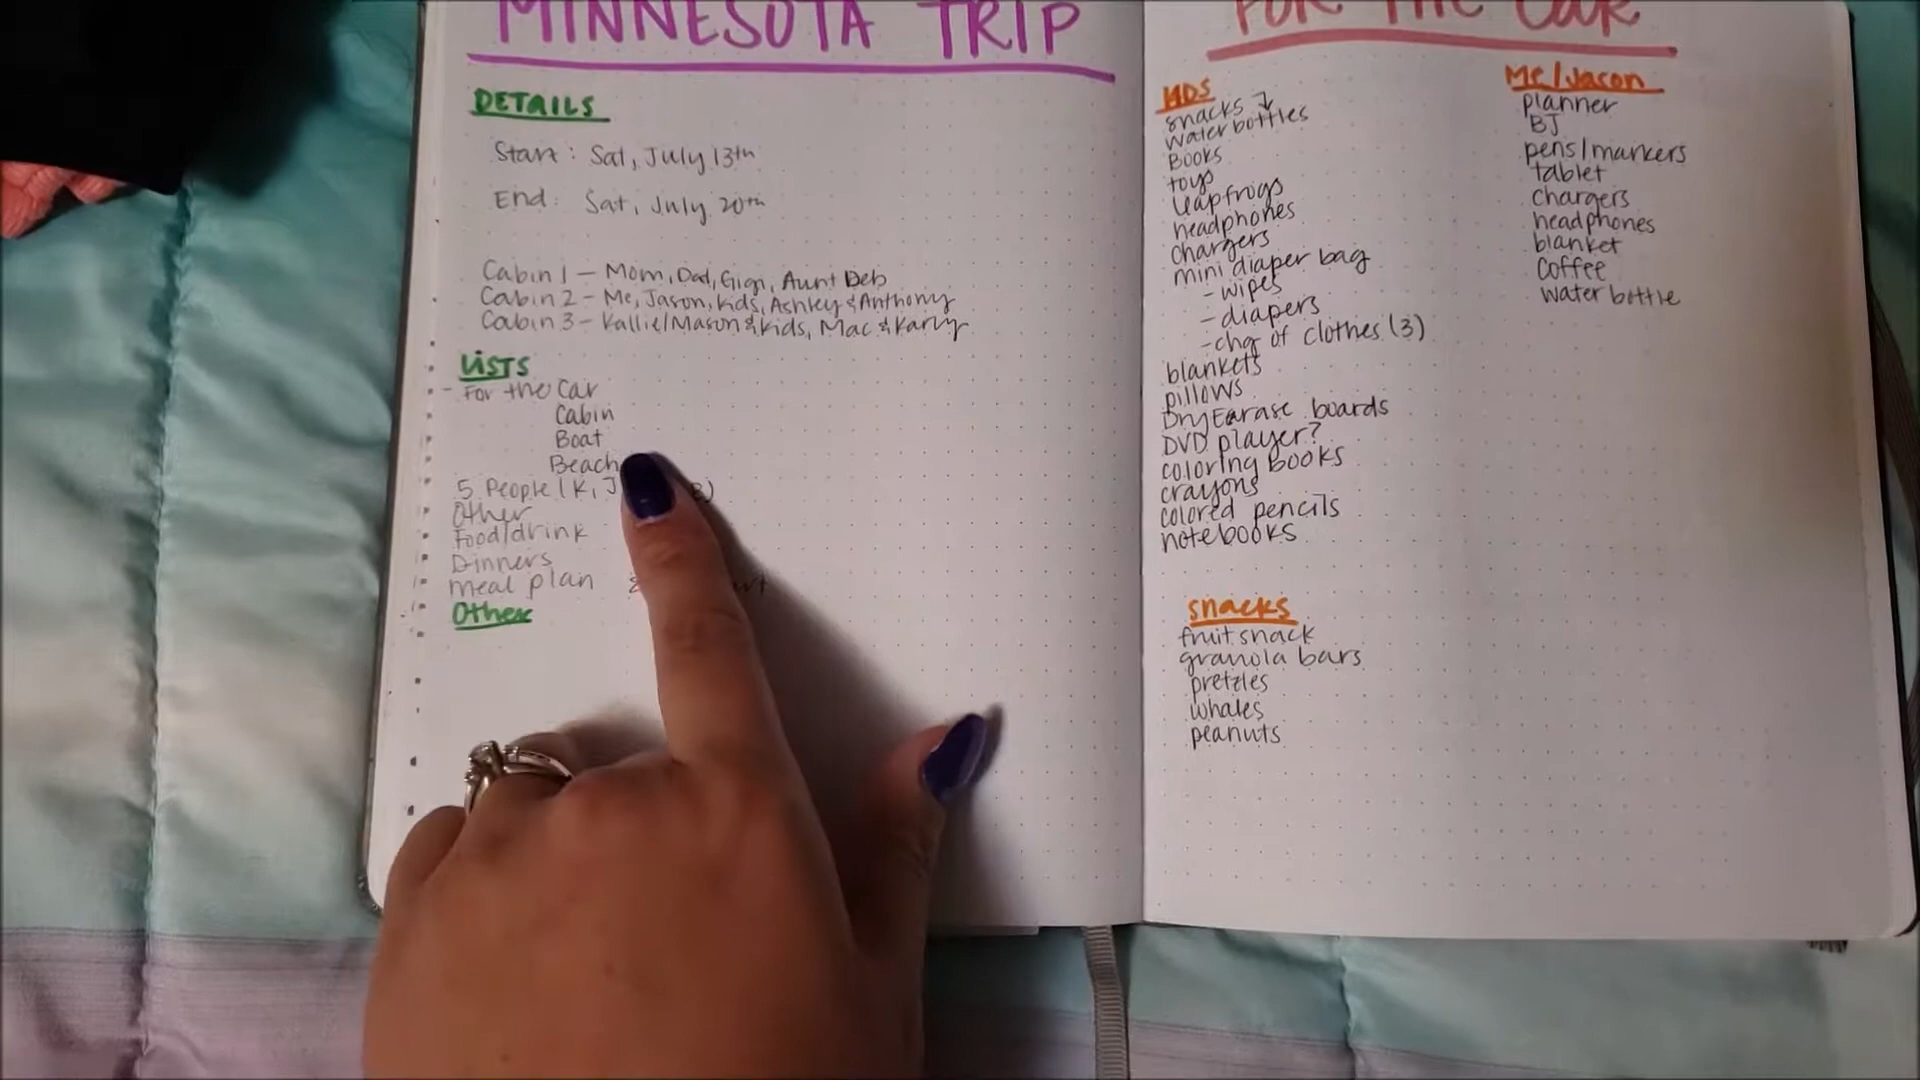 MINNESOTA TRIP
DETAILS
Start: Sat, July 13th
End: Sat, July 20th
Cabin 1 - Mom, Dad, Gigi, Aunt Deb
Cabin 2 - Me, Jason, kids, Ashley & Anthony
Cabin 3 - Kallie/Mason & kids, Mac & Karly
LISTS
- For the Car
Cabin
Boat
Beach
5 People (K, J
Other
Food/drink
Dinners
meal plan
Other
FOR THE CAR
KIDS
snacks
water bottles
Books
toys
leapfrogs
headphones
chargers
mini diaper bag
- wipes
- diapers
- chg of clothes (3)
blankets
pillows
Dry Earase boards
DVD player?
coloring books
crayons
colored pencils
notebooks
snacks
fruit snack
granola bars
pretzles
whales
peanuts
Me/Jason
planner
BJ
pens/markers
tablet
chargers
headphones
blanket
Coffee
water bottle